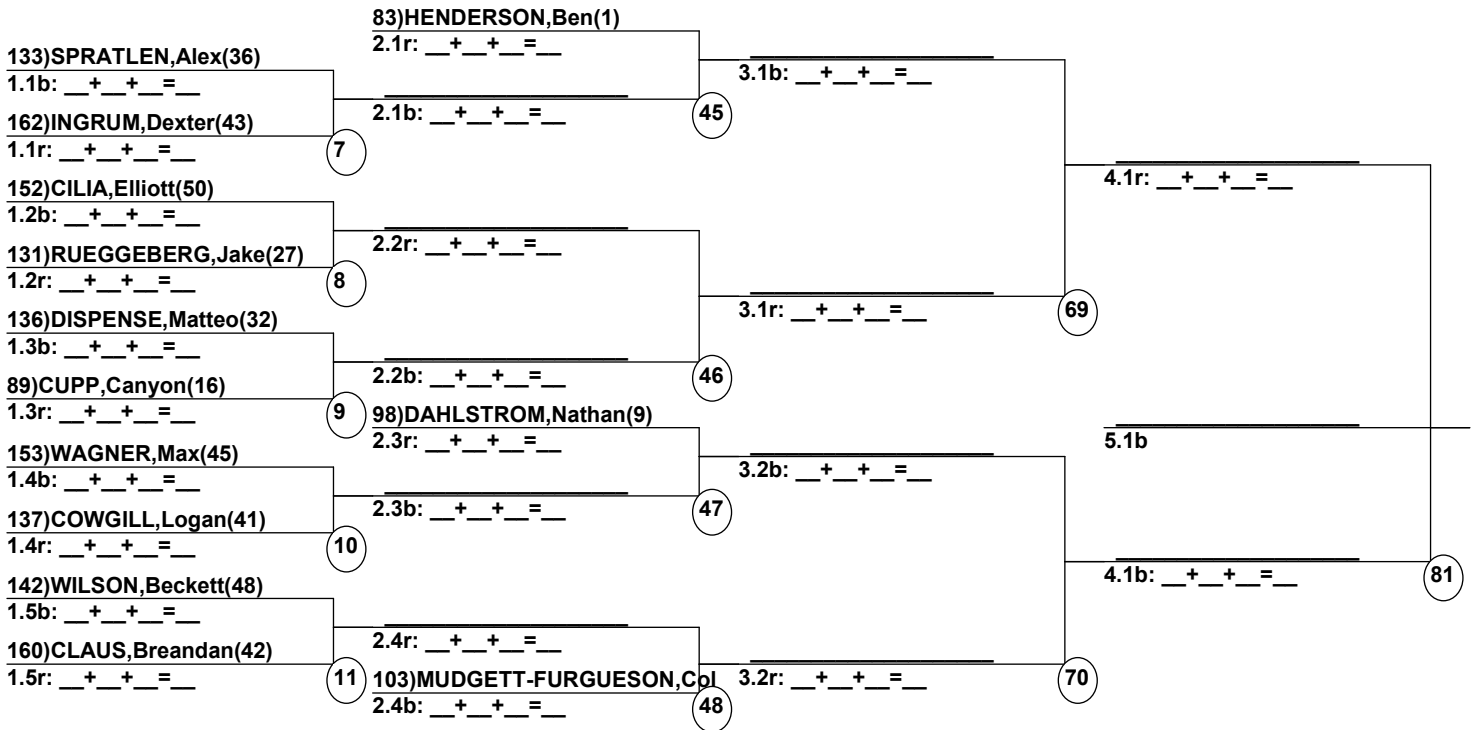 83)HENDERSON,Ben(1)
2.1r: __+__+__=__
133)SPRATLEN,Alex(36)
1.1b: __+__+__=__
3.1b: __+__+__=__
162)INGRUM,Dexter(43)
1.1r: __+__+__=__
7
2.1b: __+__+__=__
45
152)CILIA,Elliott(50)
1.2b: __+__+__=__
4.1r: __+__+__=__
2.2r: __+__+__=__
131)RUEGGEBERG,Jake(27)
1.2r: __+__+__=__
8
3.1r: __+__+__=__
69
136)DISPENSE,Matteo(32)
1.3b: __+__+__=__
2.2b: __+__+__=__
46
89)CUPP,Canyon(16)
1.3r: __+__+__=__
9
98)DAHLSTROM,Nathan(9)
2.3r: __+__+__=__
5.1b
153)WAGNER,Max(45)
1.4b: __+__+__=__
3.2b: __+__+__=__
137)COWGILL,Logan(41)
1.4r: __+__+__=__
10
2.3b: __+__+__=__
47
142)WILSON,Beckett(48)
1.5b: __+__+__=__
4.1b: __+__+__=__
81
2.4r: __+__+__=__
160)CLAUS,Breandan(42)
1.5r: __+__+__=__
11
103)MUDGETT-FURGUESON,Col
2.4b: __+__+__=__
48
3.2r: __+__+__=__
70